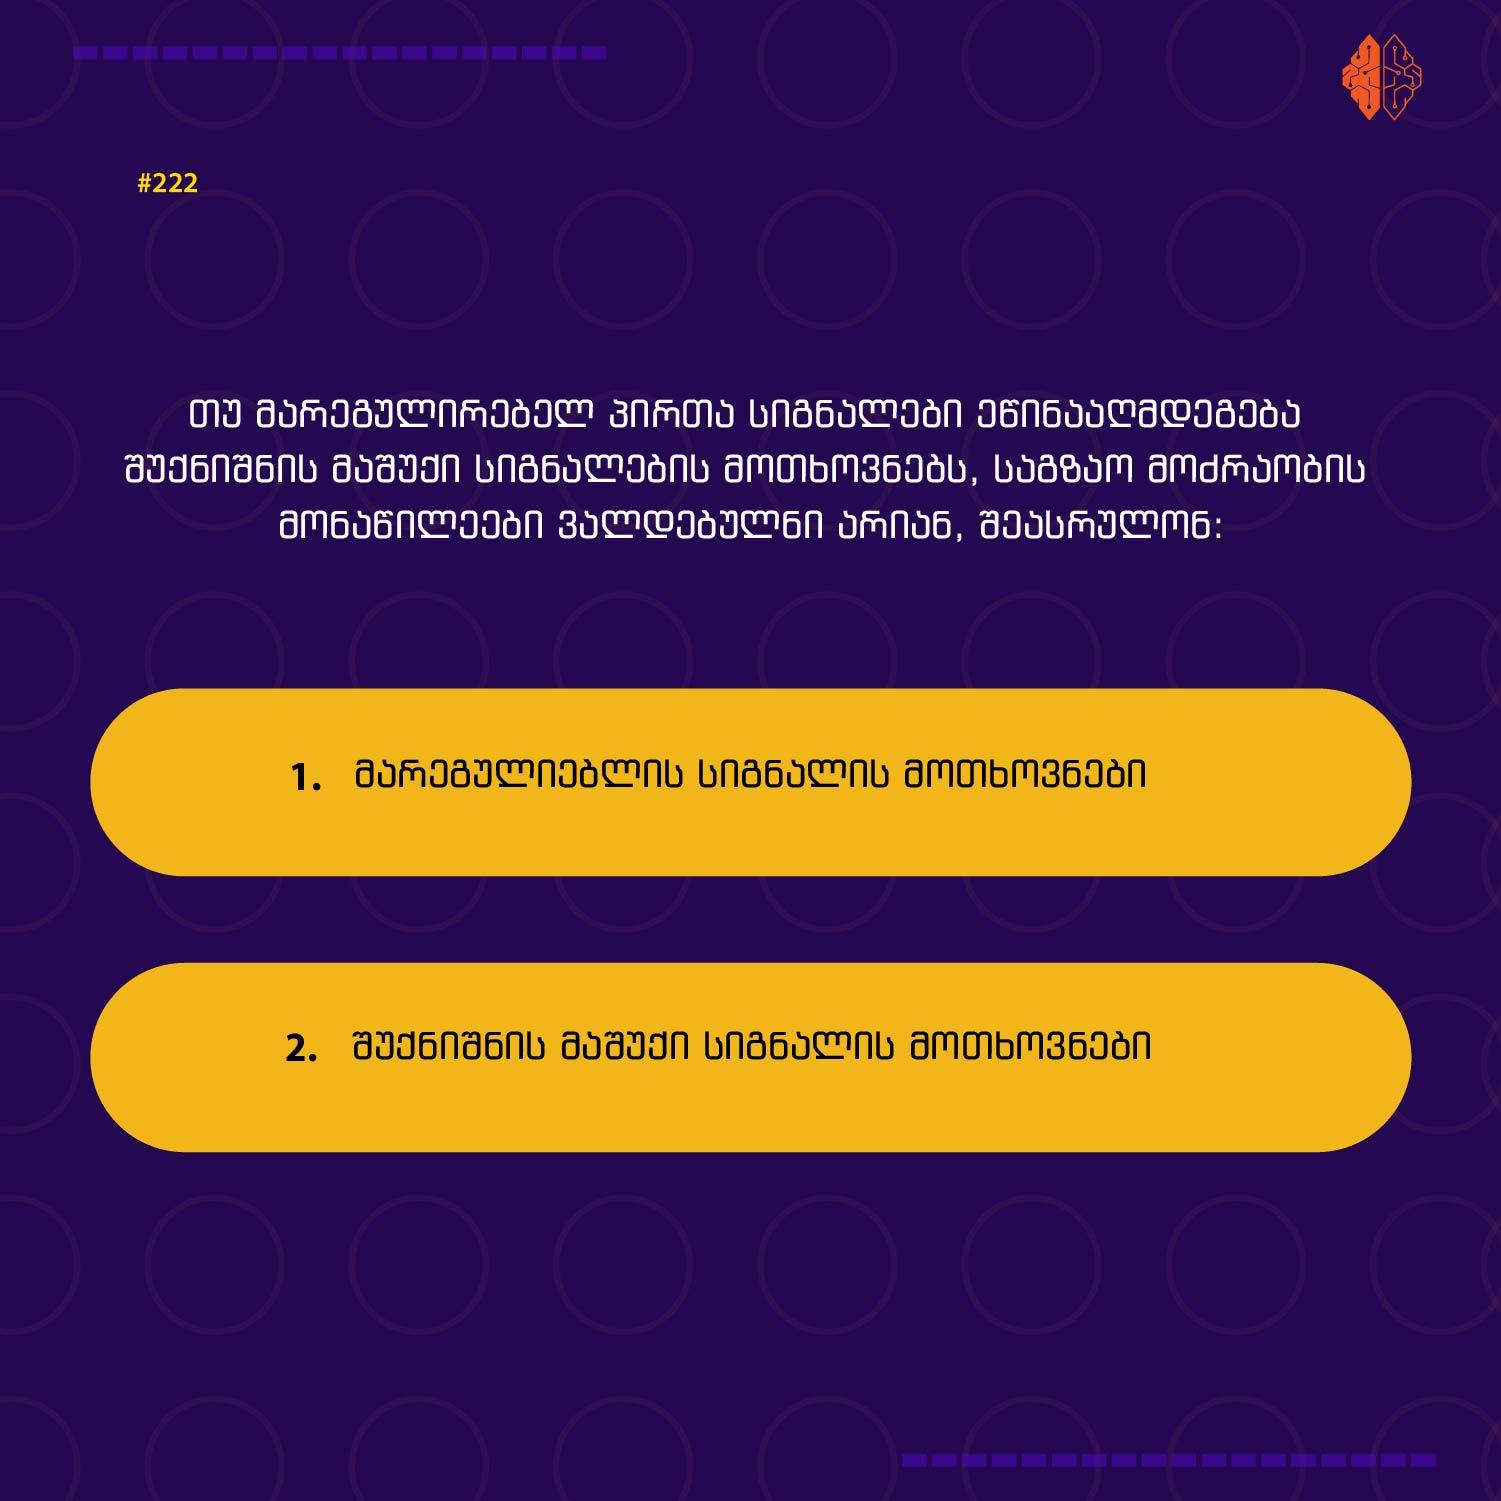 #222
თუ მარეგულირებელ პირთა სიგნალები ეწინააღმდეგება
შუქნიშნის მაშუქი სიგნალების მოთხოვნებს, საგზაო მოძრაობის
მონაწილეები ვალდებულნი არიან, შეასრულონ:
1. მარეგულიებლის სიგნალის მოთხოვნები
2. შუქნიშნის მაშუქი სიგნალის მოთხოვნები